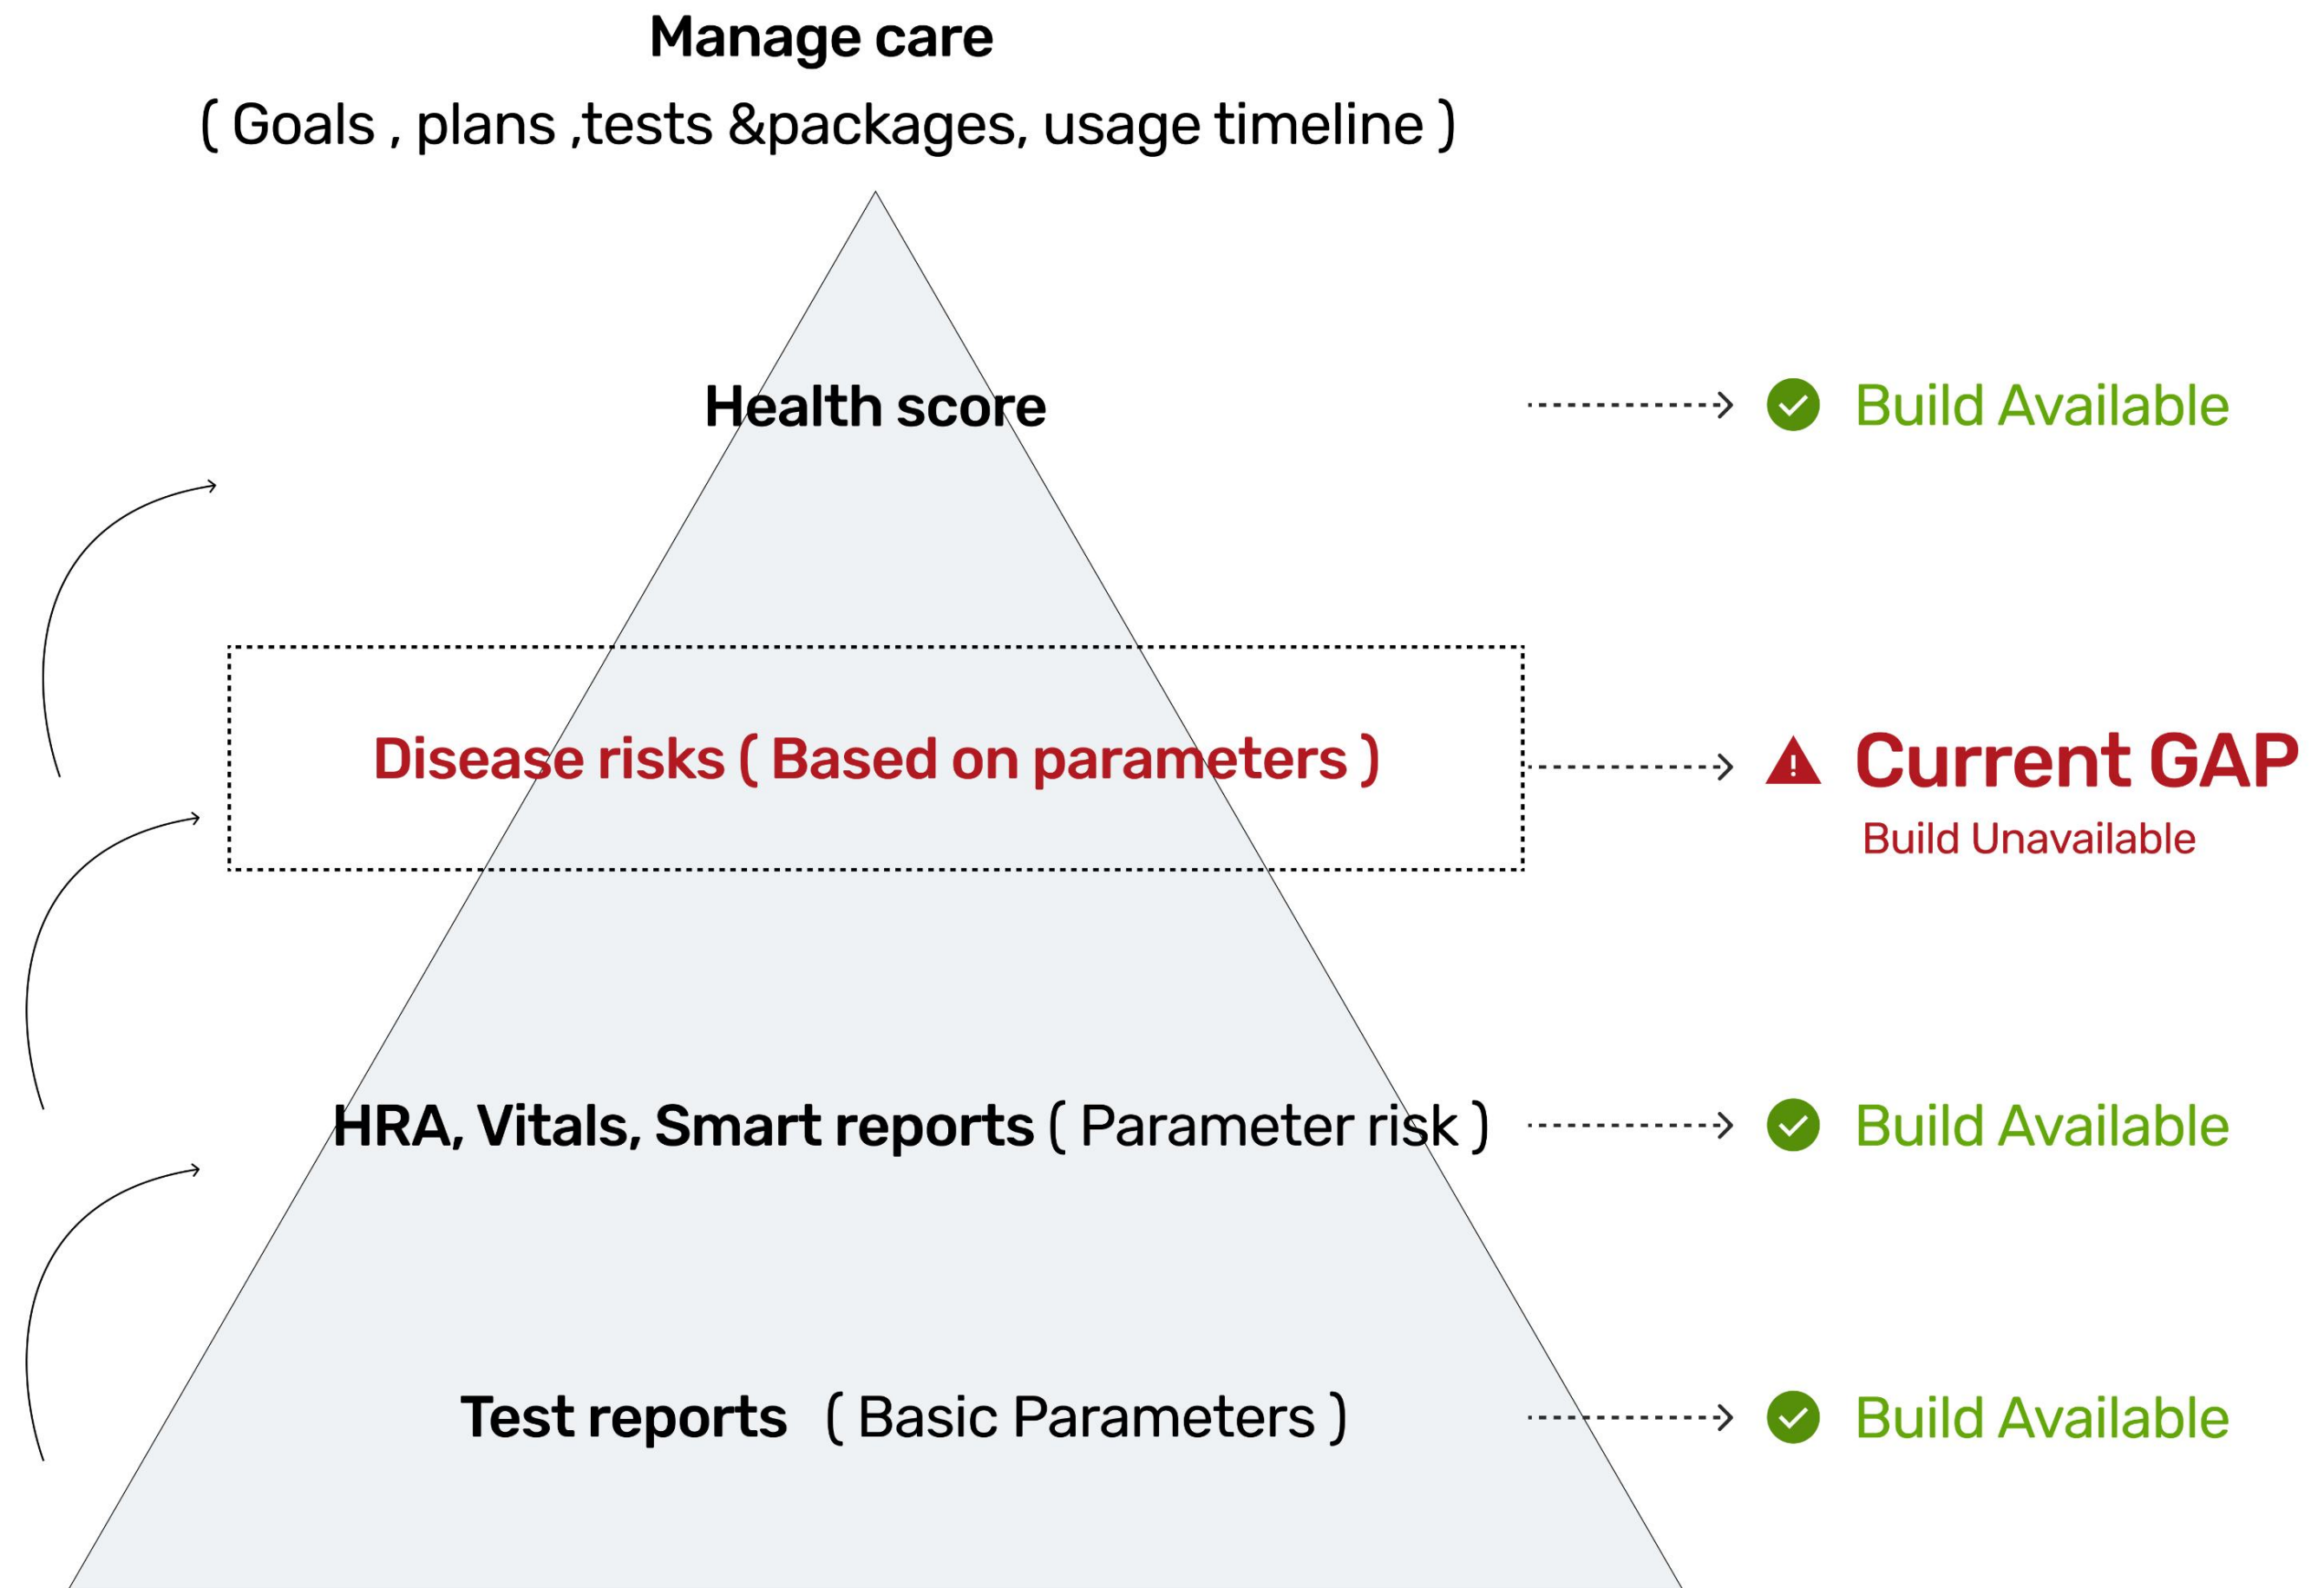 Manage care
( Goals , plans ,tests &packages, usage timeline )
Health score
Build Available
Disease risks ( Based on parameters )
Current GAP
Build Unavailable
HRA, Vitals, Smart reports ( Parameter risk )
Build Available
Test reports ( Basic Parameters )
Build Available